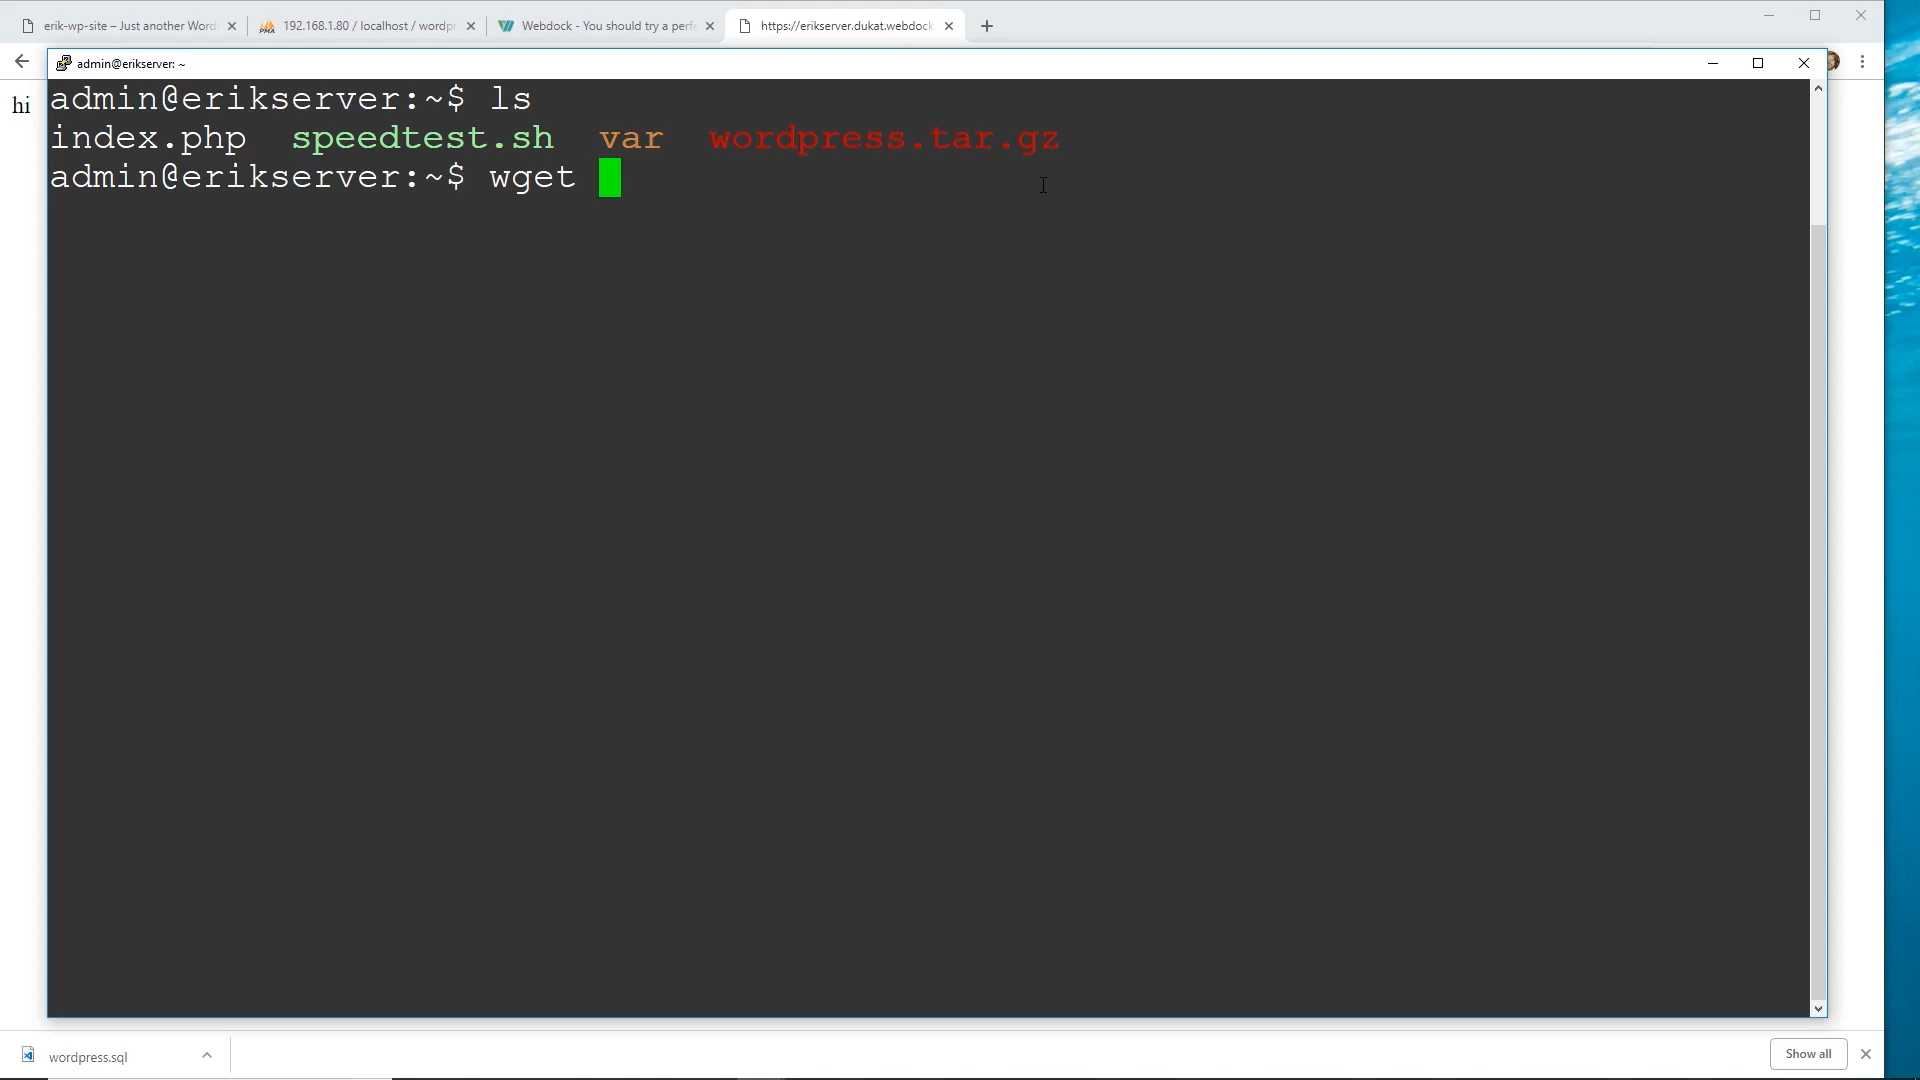 erik-wp-site – Just another Word
192.168.1.80 / localhost / wordpr
Webdock - You should try a perfe
https://erikserver.dukat.webdock
admin@erikserver: ~
hi
admin@erikserver:~$ ls
index.php speedtest.sh var wordpress.tar.gz
admin@erikserver:~$ wget
wordpress.sql
Show all